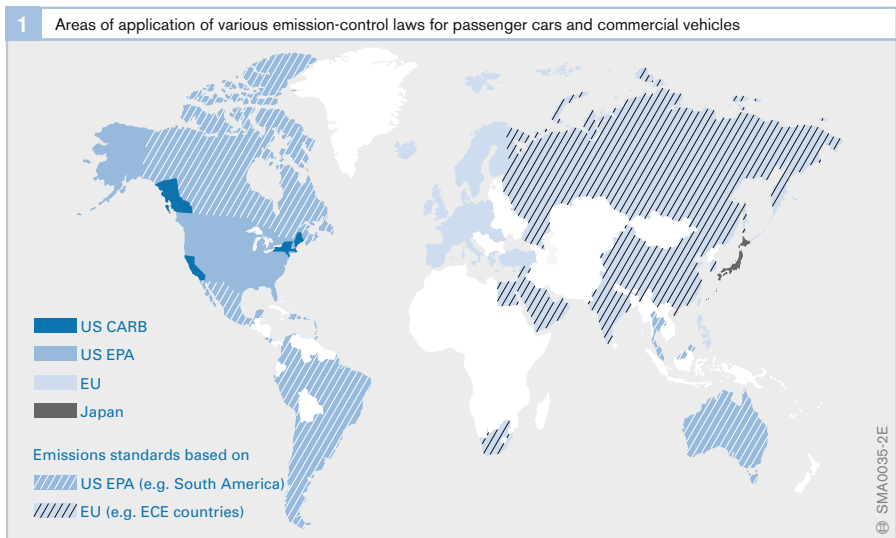 1
Areas of application of various emission-control laws for passenger cars and commercial vehicles
US CARB
US EPA
EU
Japan
Emissions standards based on
US EPA (e.g. South America)
EU (e.g. ECE countries)
SMA0035-2E